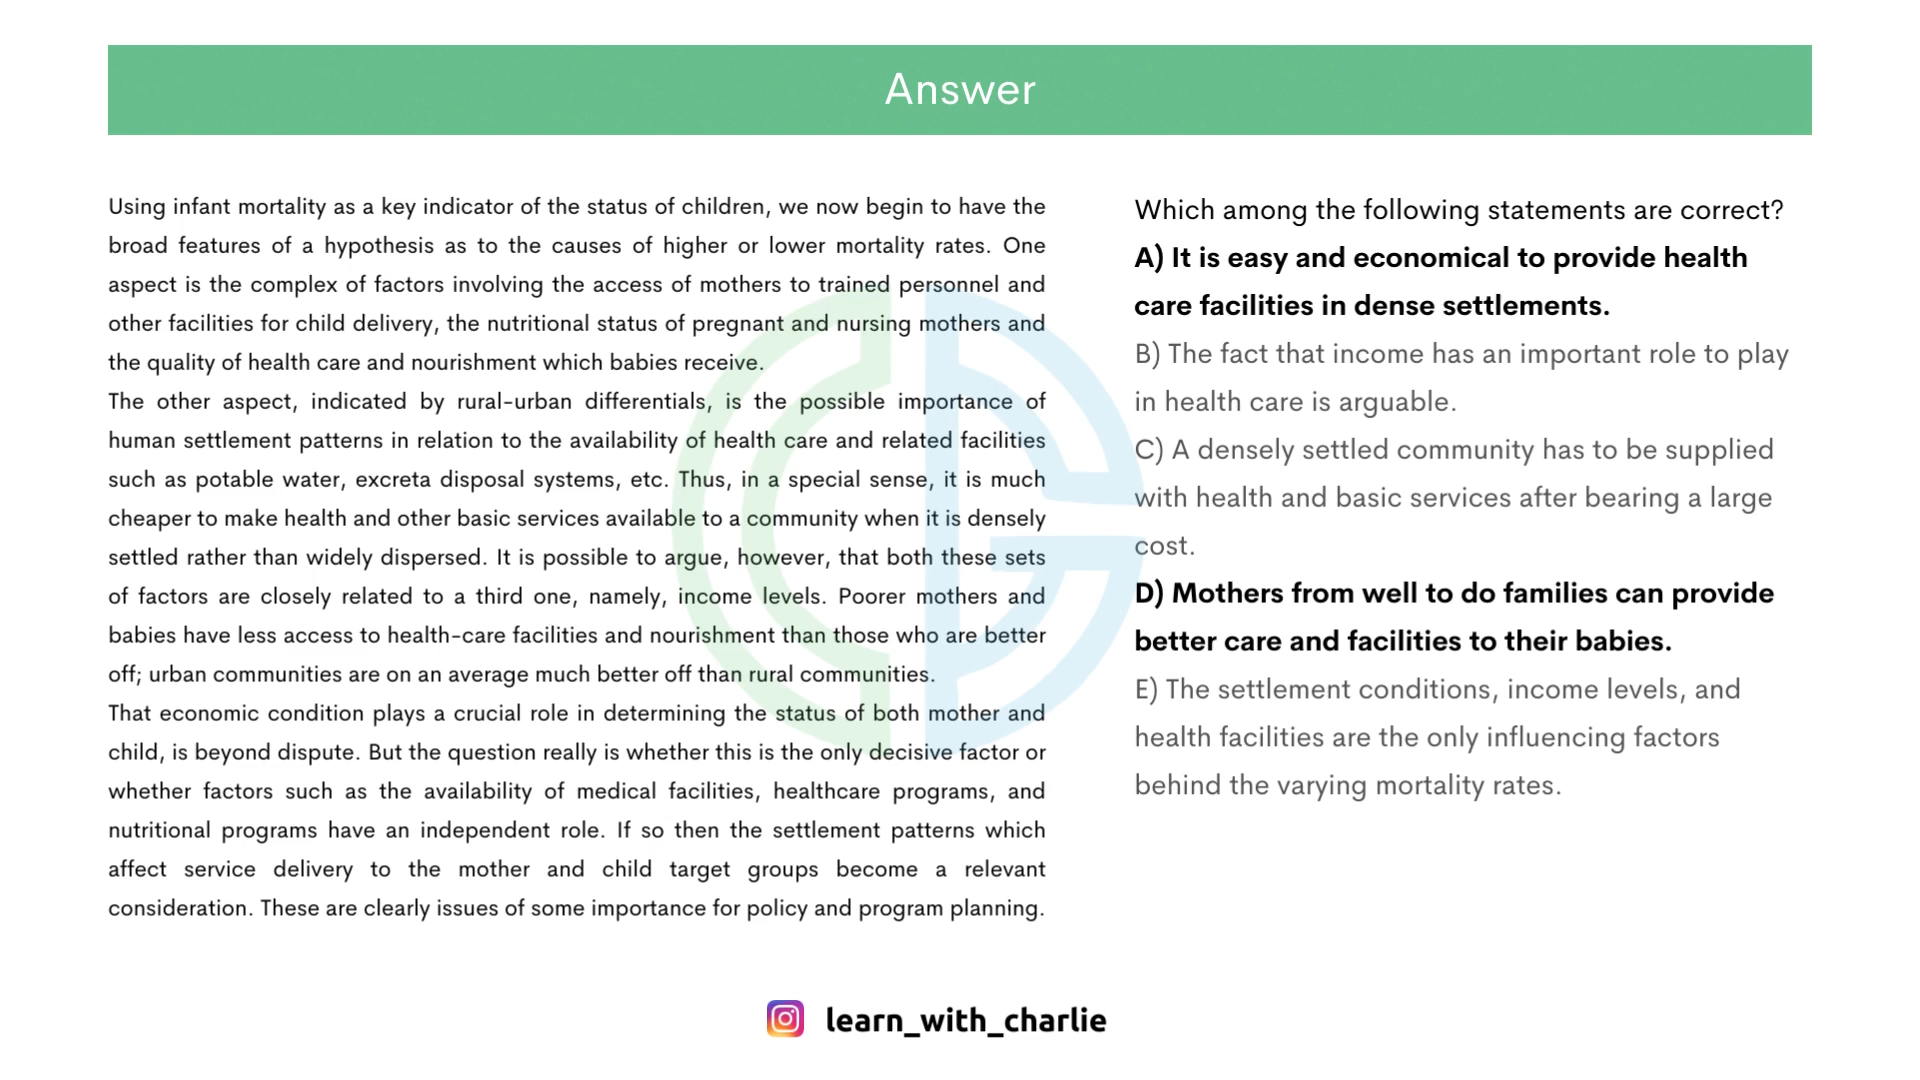 Answer
Using infant mortality as a key indicator of the status of children, we now begin to have the
broad features of a hypothesis as to the causes of higher or lower mortality rates. One
aspect is the complex of factors involving the access of mothers to trained personnel and
other facilities for child delivery, the nutritional status of pregnant and nursing mothers and
the quality of health care and nourishment which babies receive.
The other aspect, indicated by rural-urban differentials, is the possible importance of
human settlement patterns in relation to the availability of health care and related facilities
such as potable water, excreta disposal systems, etc. Thus, in a special sense, it is much
cheaper to make health and other basic services available to a community when it is densely
settled rather than widely dispersed. It is possible to argue, however, that both these sets
of factors are closely related to a third one, namely, income levels. Poorer mothers and
babies have less access to health-care facilities and nourishment than those who are better
off; urban communities are on an average much better off than rural communities.
That economic condition plays a crucial role in determining the status of both mother and
child, is beyond dispute. But the question really is whether this is the only decisive factor or
whether factors such as the availability of medical facilities, healthcare programs, and
nutritional programs have an independent role. If so then the settlement patterns which
affect service delivery to the mother and child target groups become a relevant
consideration. These are clearly issues of some importance for policy and program planning.
Which among the following statements are correct?
A) It is easy and economical to provide health
care facilities in dense settlements.
B) The fact that income has an important role to play
in health care is arguable.
C) A densely settled community has to be supplied
with health and basic services after bearing a large
cost.
D) Mothers from well to do families can provide
better care and facilities to their babies.
E) The settlement conditions, income levels, and
health facilities are the only influencing factors
behind the varying mortality rates.
learn_with_charlie